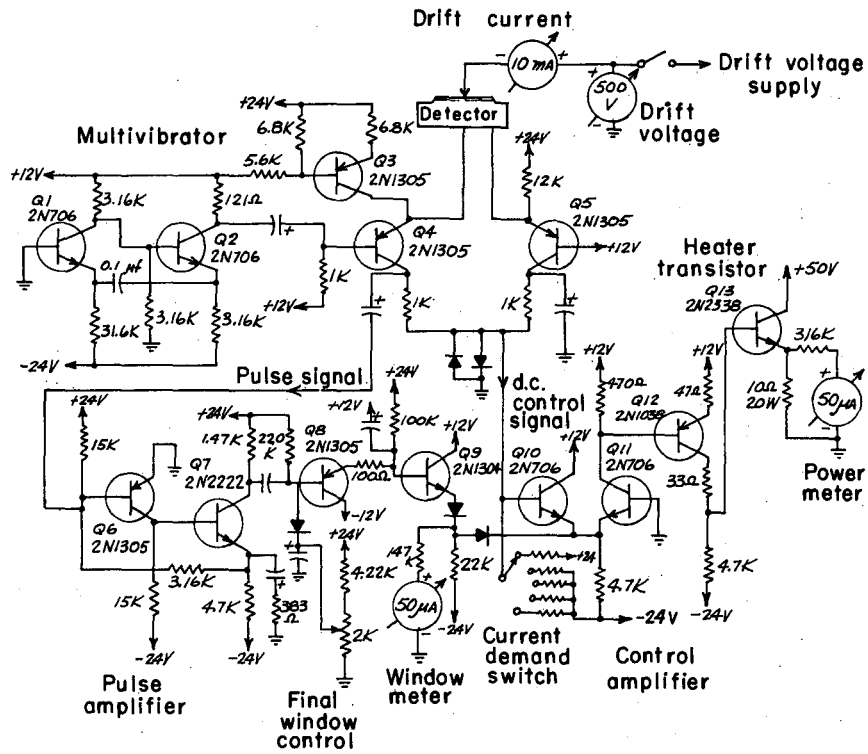 Drift current
- 10 mA +
Drift voltage supply
+ 500 V -
Drift voltage
Detector
+24V
6.8K
6.8K
Multivibrator
5.6K
Q3
2N1305
+24V
12K
Q5
2N1305
+12V
+12V
3.16K
121Ω
Q1
2N706
Q2
2N706
+
Q4
2N1305
0.1 μf
1K
+12V
31.6K
3.16K
3.16K
-24V
+
1K
1K
+
Pulse signal
d.c. control signal
Heater transistor
Q13
2N2338
+50V
316K
10Ω
20W
+
50μA
-
Power meter
+12V
470Ω
Q12
2N1038
+12V
47Ω
33Ω
4.7K
-24V
+24V
15K
Q6
2N1305
15K
-24V
Q7
2N2222
+24V
1.47K
220K
3.16K
4.7K
-24V
+
383Ω
Pulse amplifier
Q8
2N1305
-12V
+12V
+
+24V
100K
100Ω
+
+24V
4.22K
2K
Final window control
+12V
Q9
2N1304
147K
+
50μA
-
22K
-24V
Window meter
+12V
Q10
2N706
Q11
2N706
+24
4.7K
-24V
Current demand switch
Control amplifier